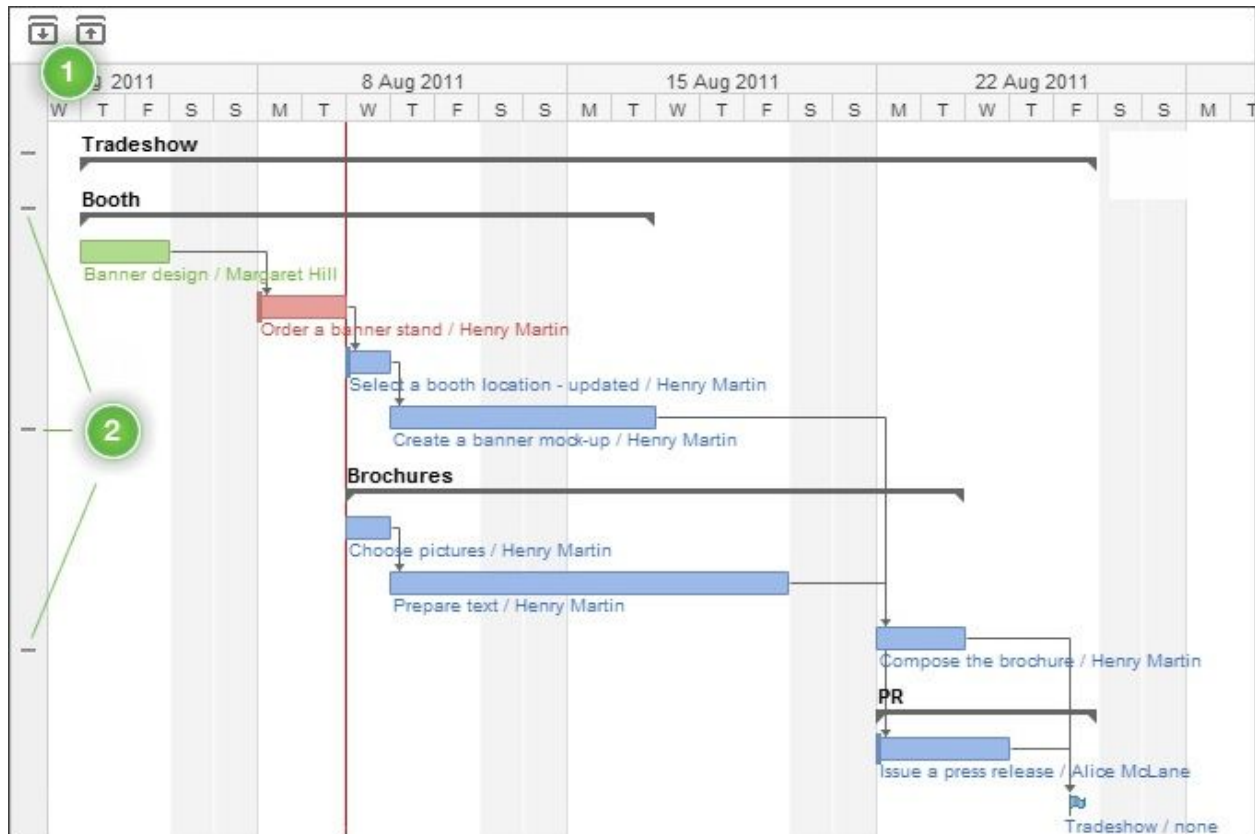 1
2011 8 Aug 2011 15 Aug 2011 22 Aug 2011
W T F S S M T W T F S S M T W T F S S M T W T F S S M T
Tradeshow
Booth
Banner design / Margaret Hill
Order a banner stand / Henry Martin
Select a booth location - updated / Henry Martin
2
Create a banner mock-up / Henry Martin
Brochures
Choose pictures / Henry Martin
Prepare text / Henry Martin
Compose the brochure / Henry Martin
PR
Issue a press release / Alice McLane
Tradeshow / none